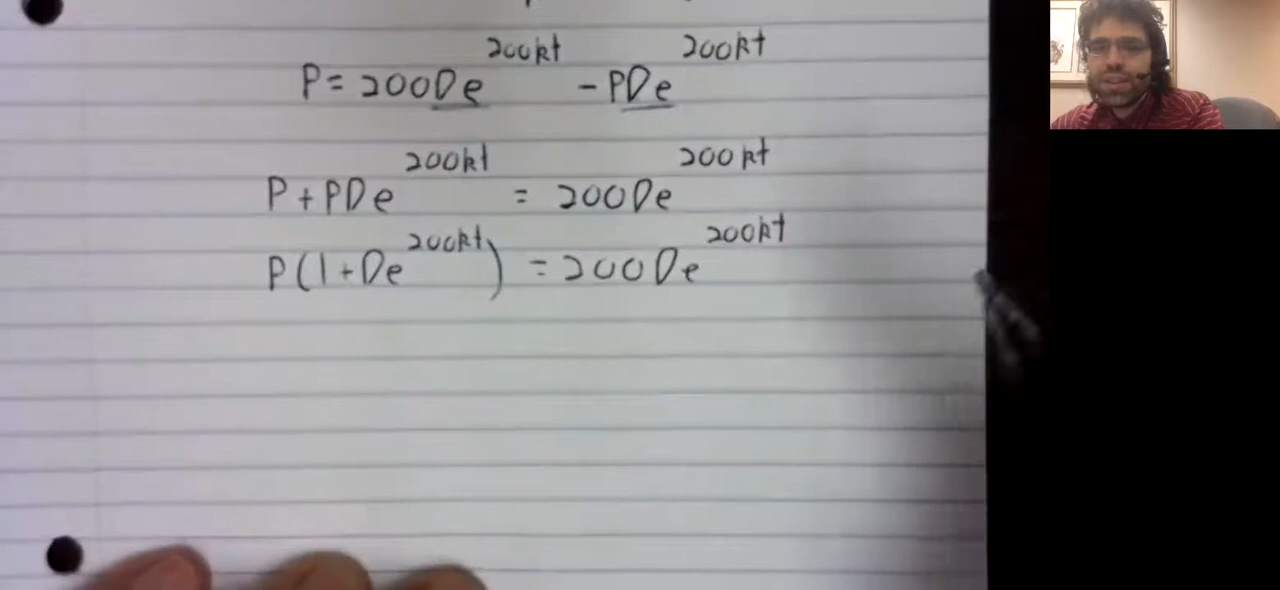 P = 200De^200kt - PDe^200kt
P + PDe^200kt = 200De^200kt
P(1 + De^200kt) = 200De^200kt